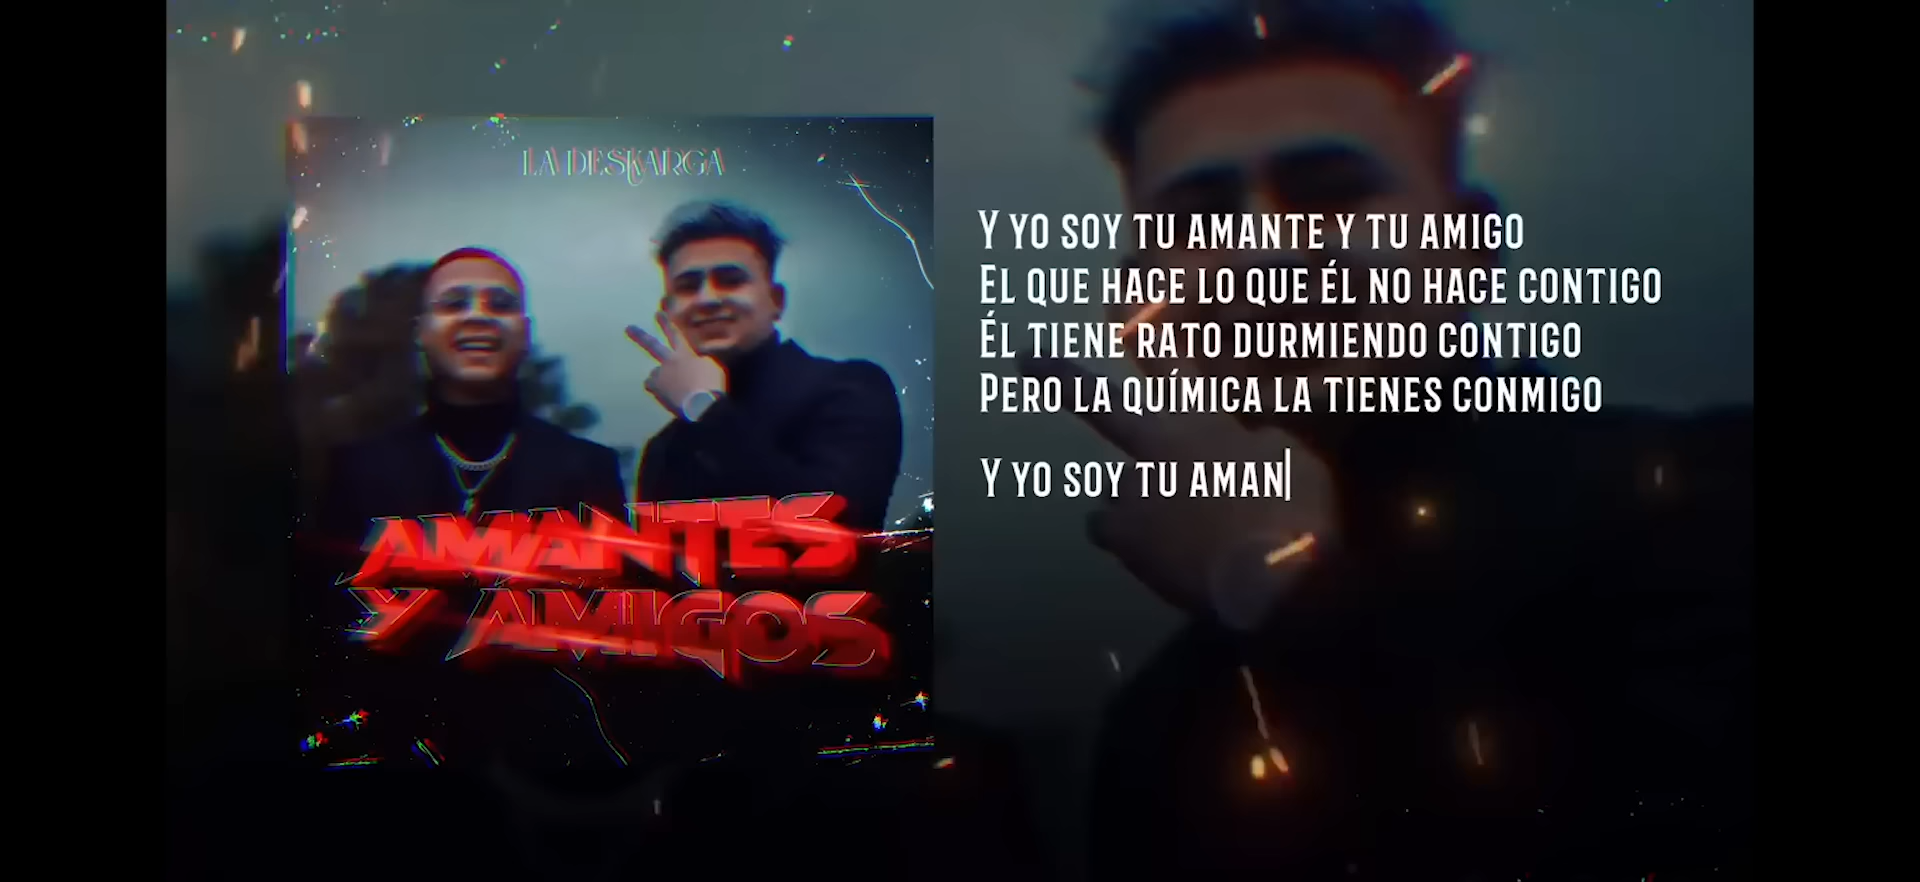 LA DESKARGA
AMANTES
Y AMIGOS
Y YO SOY TU AMANTE Y TU AMIGO
EL QUE HACE LO QUE ÉL NO HACE CONTIGO
ÉL TIENE RATO DURMIENDO CONTIGO
PERO LA QUÍMICA LA TIENES CONMIGO
Y YO SOY TU AMAN